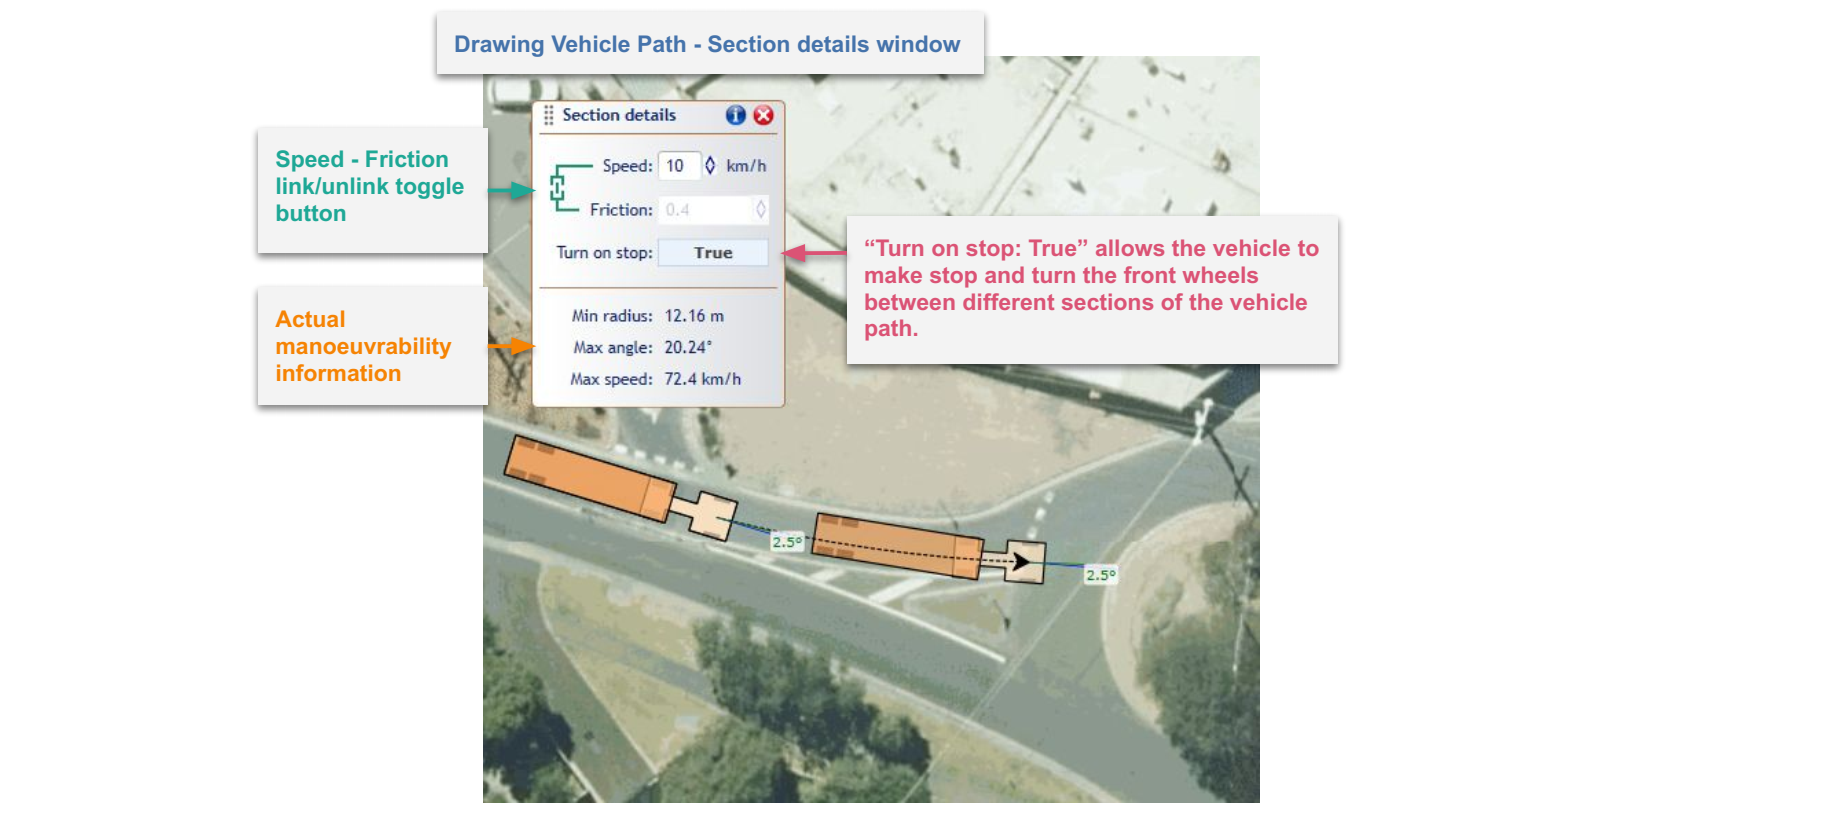 Drawing Vehicle Path - Section details window
Section details
Speed: 10 km/h
Friction: 0.4
Turn on stop: True
Min radius: 12.16 m
Max angle: 20.24°
Max speed: 72.4 km/h
Speed - Friction
link/unlink toggle
button
Actual
manoeuvrability
information
“Turn on stop: True” allows the vehicle to
make stop and turn the front wheels
between different sections of the vehicle
path.
2.5°
2.5°